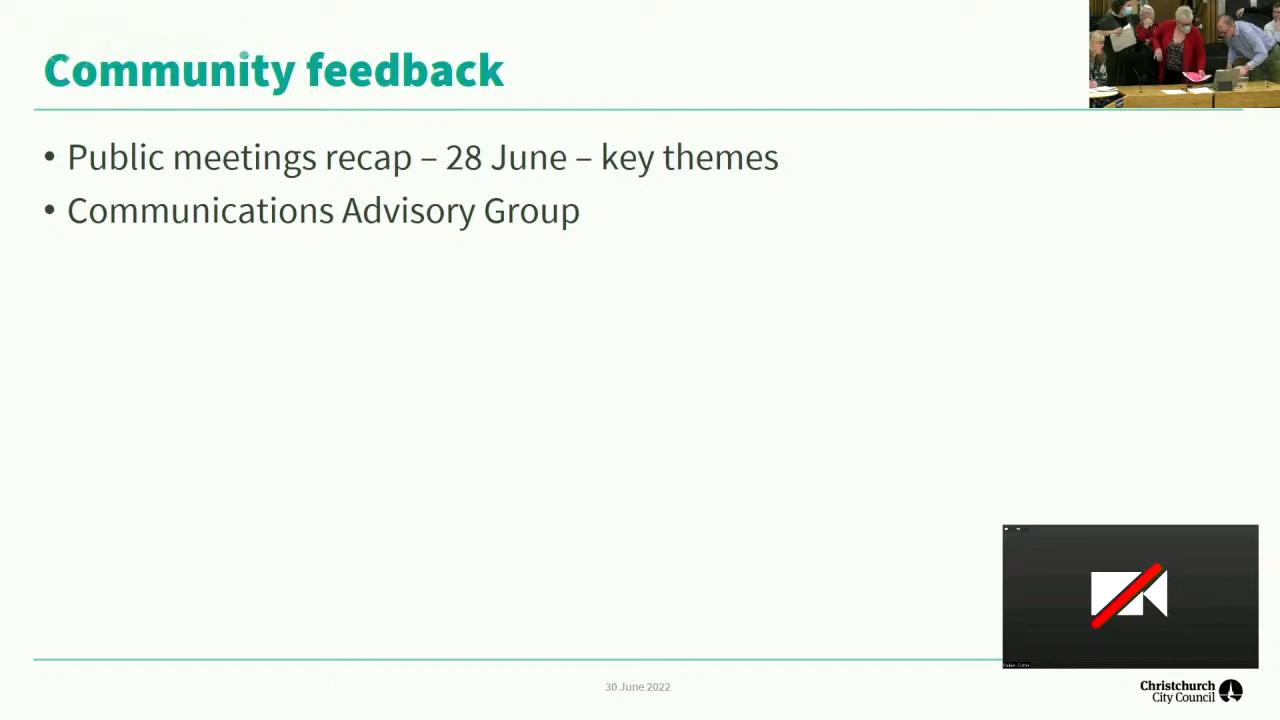 Community feedback
• Public meetings recap – 28 June – key themes
• Communications Advisory Group
30 June 2022
Christchurch
City Council